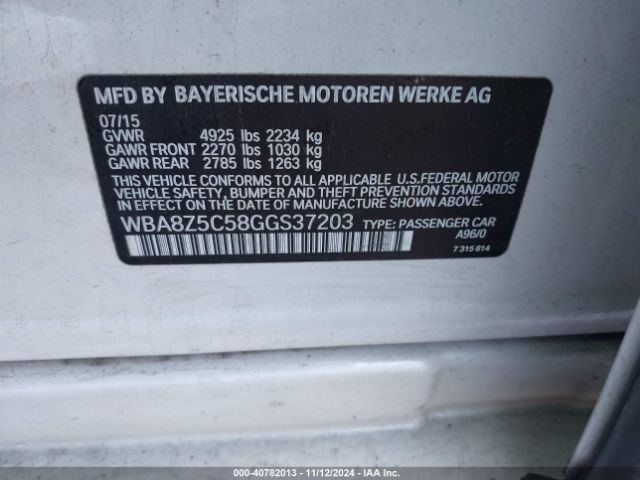 MFD BY BAYERISCHE MOTOREN WERKE AG
07/15
GVWR 4925 lbs 2234 kg
GAWR FRONT 2270 lbs 1030 kg
GAWR REAR 2785 lbs 1263 kg
THIS VEHICLE CONFORMS TO ALL APPLICABLE U.S.FEDERAL MOTOR
VEHICLE SAFETY, BUMPER AND THEFT PREVENTION STANDARDS
IN EFFECT ON THE DATE OF MANUFACTURE SHOWN ABOVE.
WBA8Z5C58GGS37203 TYPE: PASSENGER CAR
A96/0
7 315 814
000-40782013 - 11/12/2024 - IAA Inc.